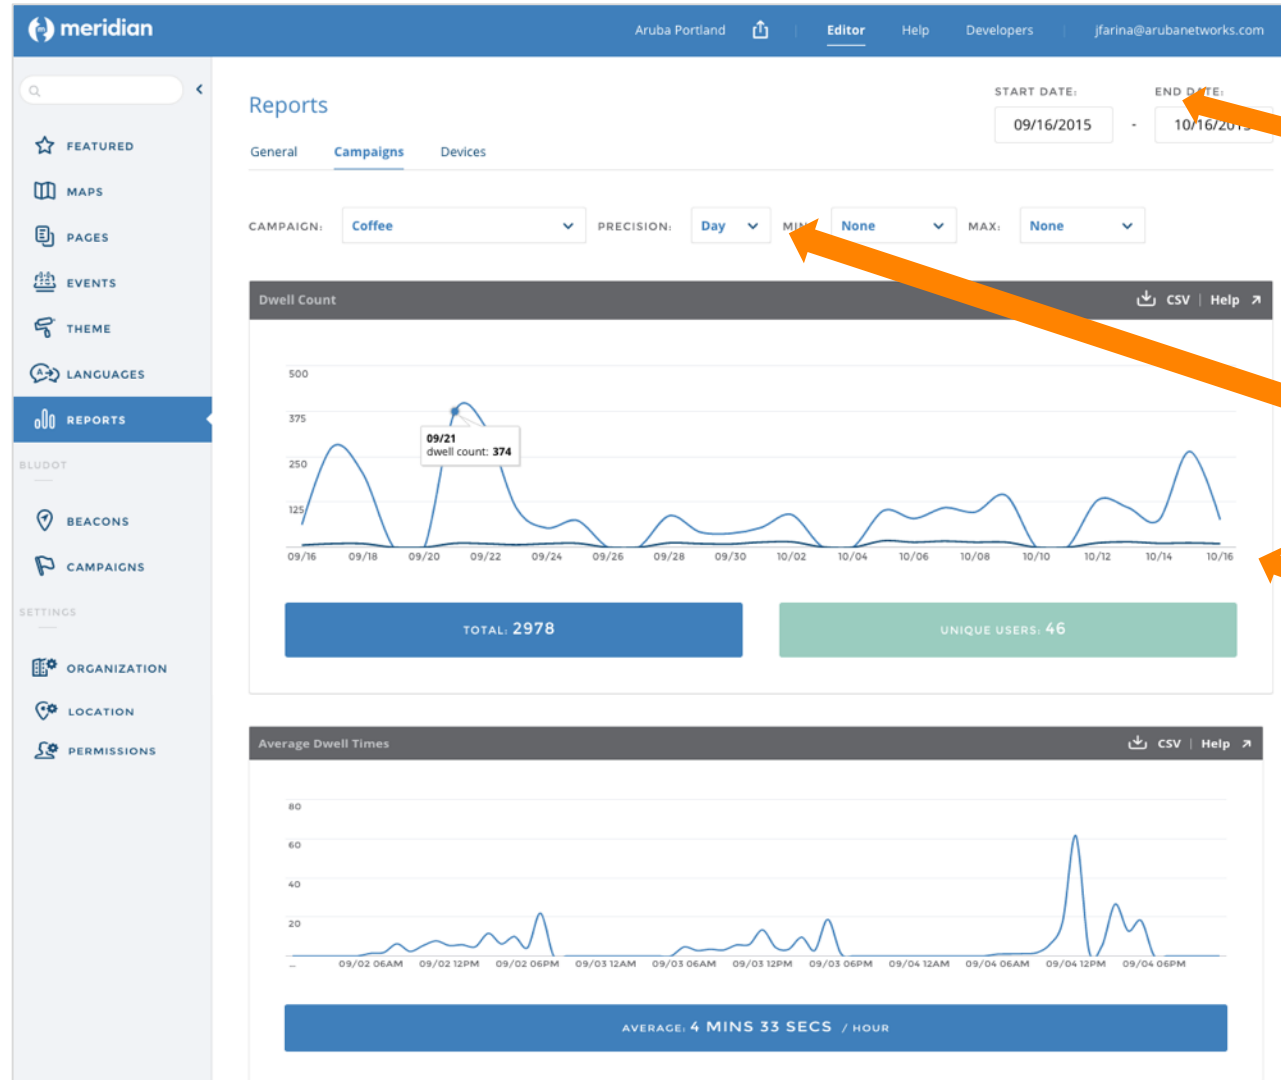 meridian
Aruba Portland
Editor
Help
Developers
jfarina@arubanetworks.com
FEATURED
MAPS
PAGES
EVENTS
THEME
LANGUAGES
REPORTS
BLUDOT
BEACONS
CAMPAIGNS
SETTINGS
ORGANIZATION
LOCATION
PERMISSIONS
Reports
START DATE:
END DATE:
09/16/2015 - 10/16/2015
General Campaigns Devices
CAMPAIGN: Coffee PRECISION: Day MIN: None MAX: None
Dwell Count
CSV | Help
500
375
250
125
09/21
dwell count: 374
09/16 09/18 09/20 09/22 09/24 09/26 09/28 09/30 10/02 10/04 10/06 10/08 10/10 10/12 10/14 10/16
TOTAL: 2978
UNIQUE USERS: 46
Average Dwell Times
CSV | Help
80
60
40
20
... 09/02 06AM 09/02 12PM 09/02 06PM 09/03 12AM 09/03 06AM 09/03 12PM 09/03 06PM 09/04 12AM 09/04 06AM 09/04 12PM 09/04 06PM
AVERAGE: 4 MINS 33 SECS / HOUR